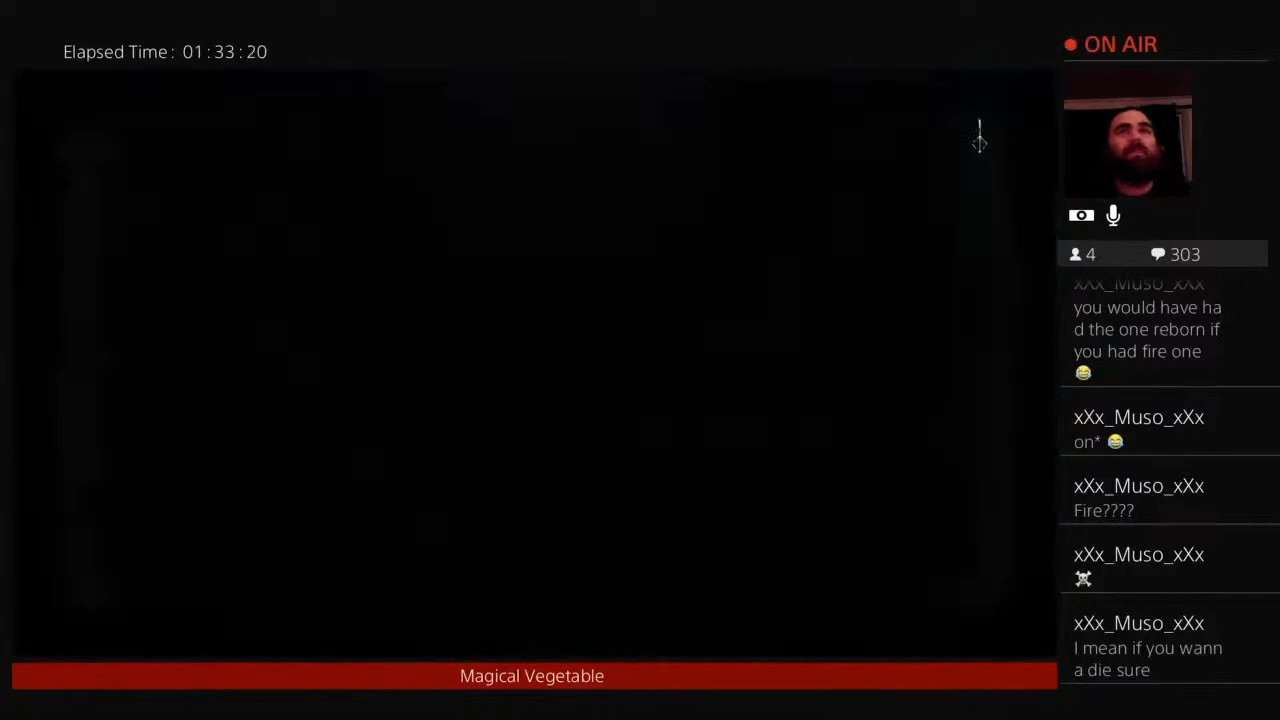 Elapsed Time: 01:33:20
ON AIR
4 303
xXx_Muso_xXx
you would have ha
d the one reborn if
you had fire one
😂
xXx_Muso_xXx
on* 😂
xXx_Muso_xXx
Fire????
xXx_Muso_xXx
☠
xXx_Muso_xXx
I mean if you wann
a die sure
Magical Vegetable